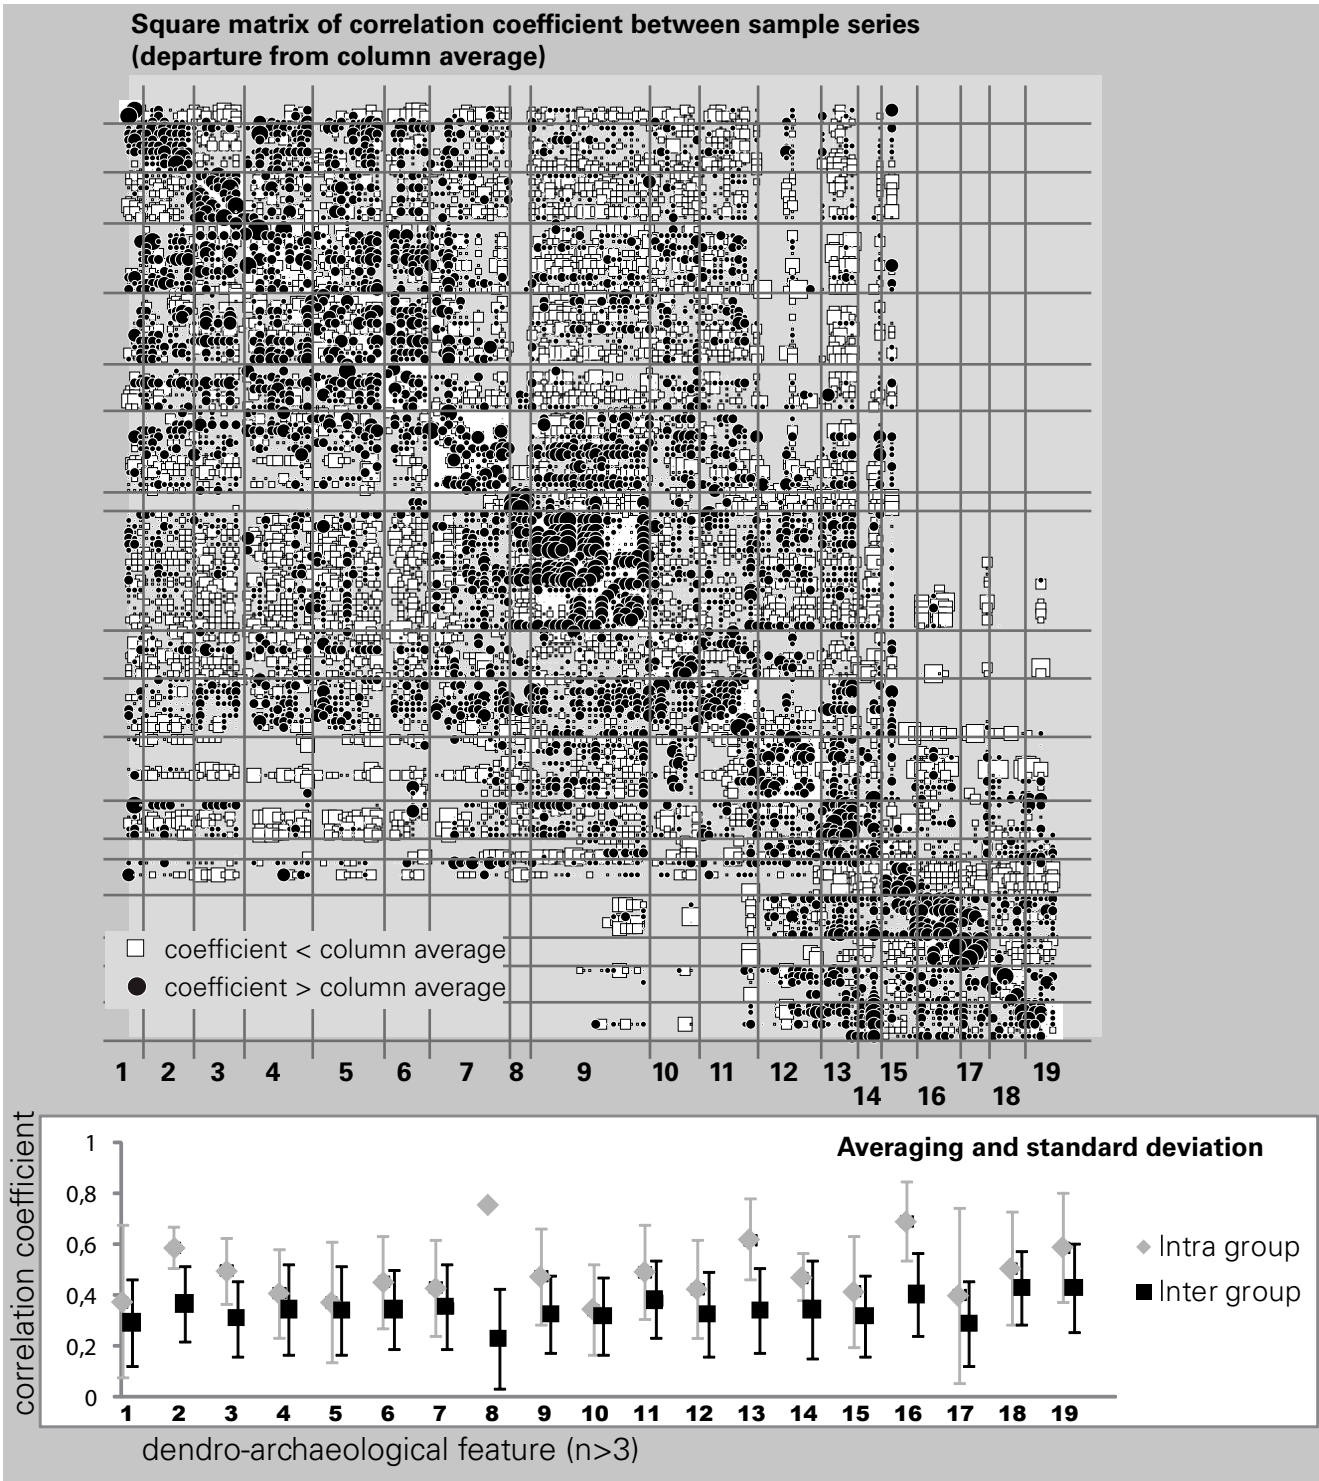 Square matrix of correlation coefficient between sample series
(departure from column average)
coefficient < column average
coefficient > column average
1 2 3 4 5 6 7 8 9 10 11 12 13 15 17 19
14 16 18
correlation coefficient
Averaging and standard deviation
1
0,8
0,6
0,4
0,2
0
Intra group
Inter group
1 2 3 4 5 6 7 8 9 10 11 12 13 14 15 16 17 18 19
dendro-archaeological feature (n>3)